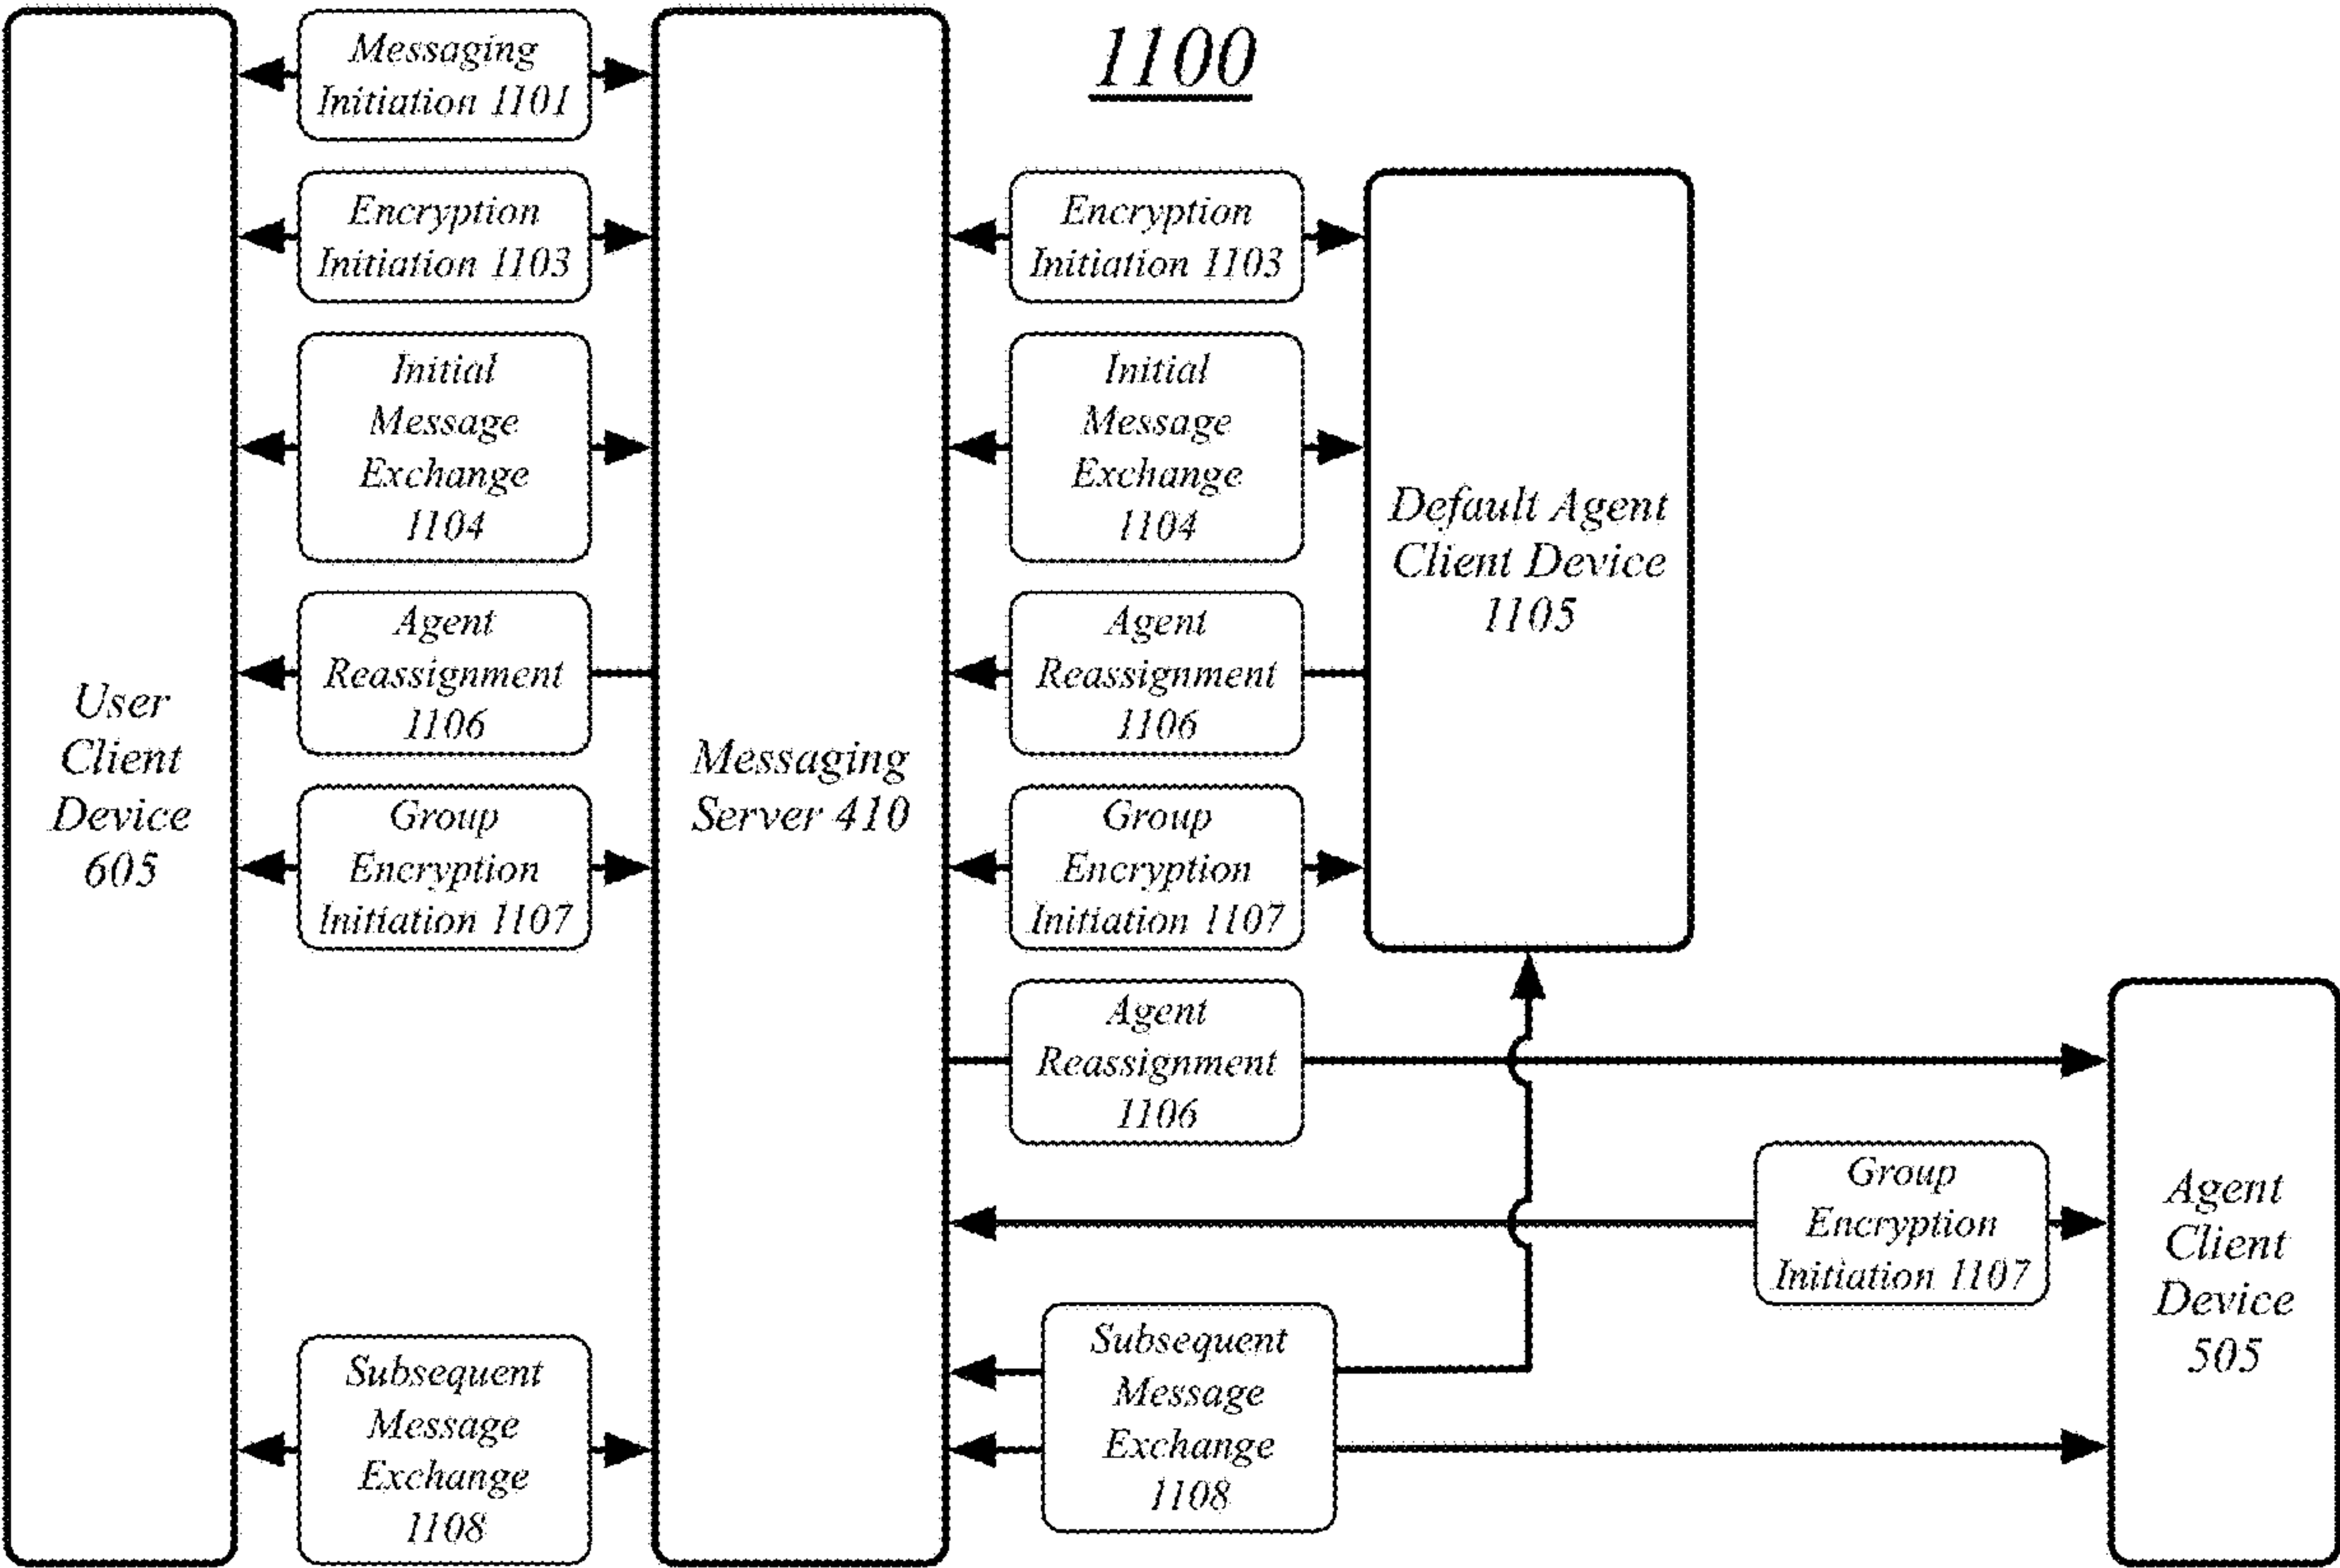 1100
Messaging
Initiation 1101
Encryption
Initiation 1103
Encryption
Initiation 1103
Initial
Message
Exchange
1104
Initial
Message
Exchange
1104
Default Agent
Client Device
1105
Agent
Reassignment
1106
Agent
Reassignment
1106
User
Client
Device
605
Messaging
Server 410
Group
Encryption
Initiation 1107
Group
Encryption
Initiation 1107
Agent
Reassignment
1106
Group
Encryption
Initiation 1107
Agent
Client
Device
505
Subsequent
Message
Exchange
1108
Subsequent
Message
Exchange
1108